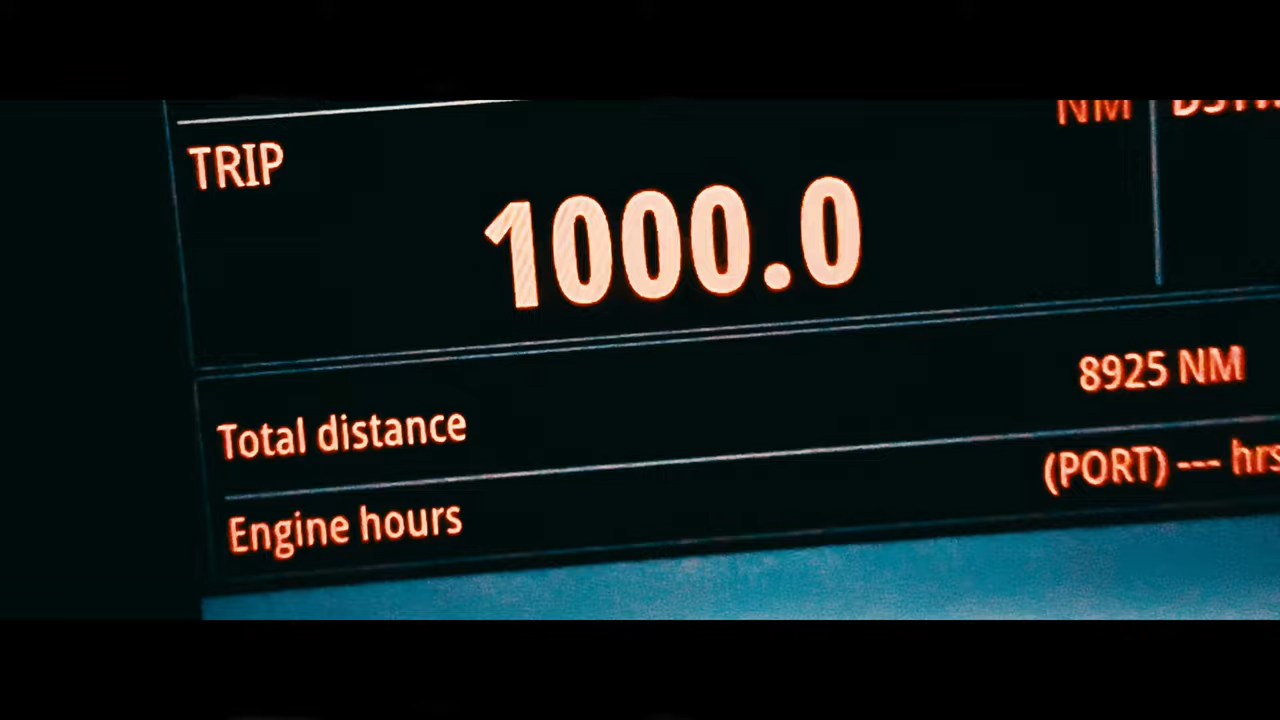 NM
TRIP
1000.0
Total distance
8925 NM
Engine hours
(PORT) --- hrs